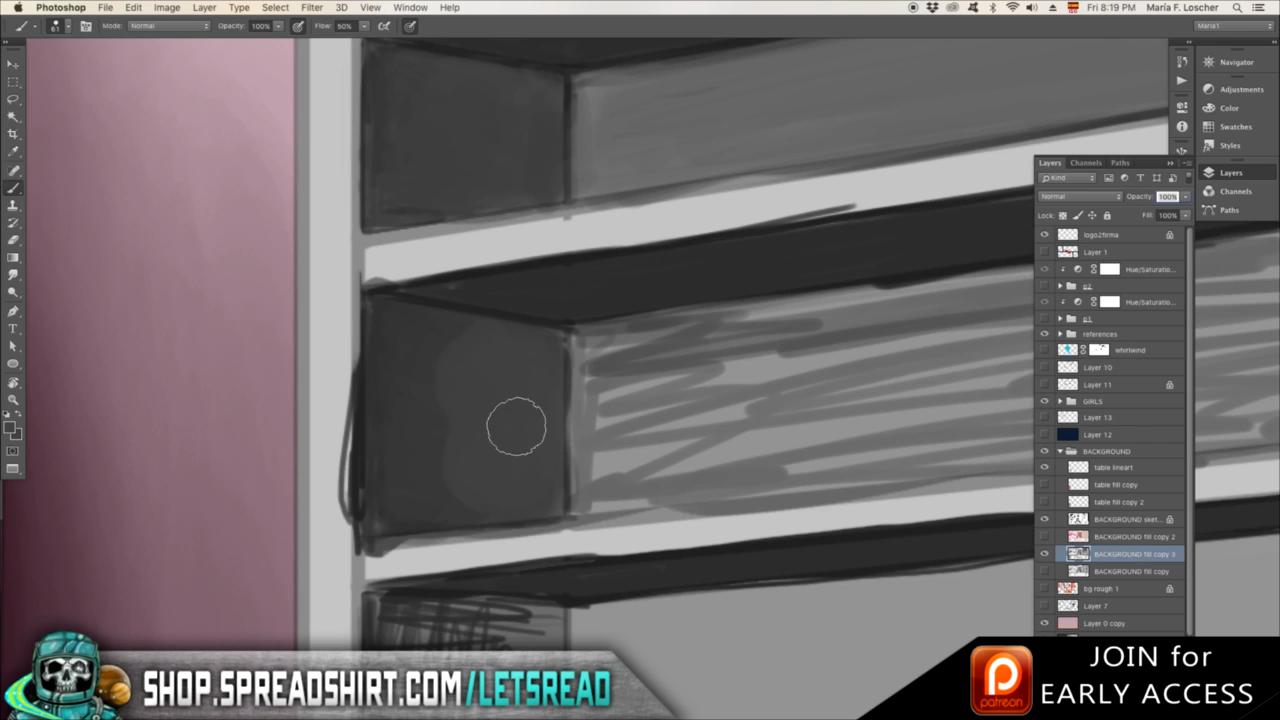 Photoshop File Edit Image Layer Type Select Filter 3D View Window Help Fri 8:19 PM María F. Loscher
61 Mode: Normal Opacity: 100% Flow: 50% Maria1
Navigator
Adjustments
Color
Swatches
Styles
Layers
Channels
Paths
Layers Channels Paths
Kind
Normal Opacity: 100%
Lock: Fill: 100%
logo2firma
Layer 1
Hue/Saturatio...
p2
Hue/Saturatio...
p1
references
whirlwind
Layer 10
Layer 11
GIRLS
Layer 13
Layer 12
BACKGROUND
table lineart
table fill copy
table fill copy 2
BACKGROUND sket...
BACKGROUND fill copy 2
BACKGROUND fill copy 3
BACKGROUND fill copy
bg rough 1
Layer 7
Layer 0 copy
SHOP.SPREADSHIRT.COM/LETSREAD
patreon
JOIN for
EARLY ACCESS